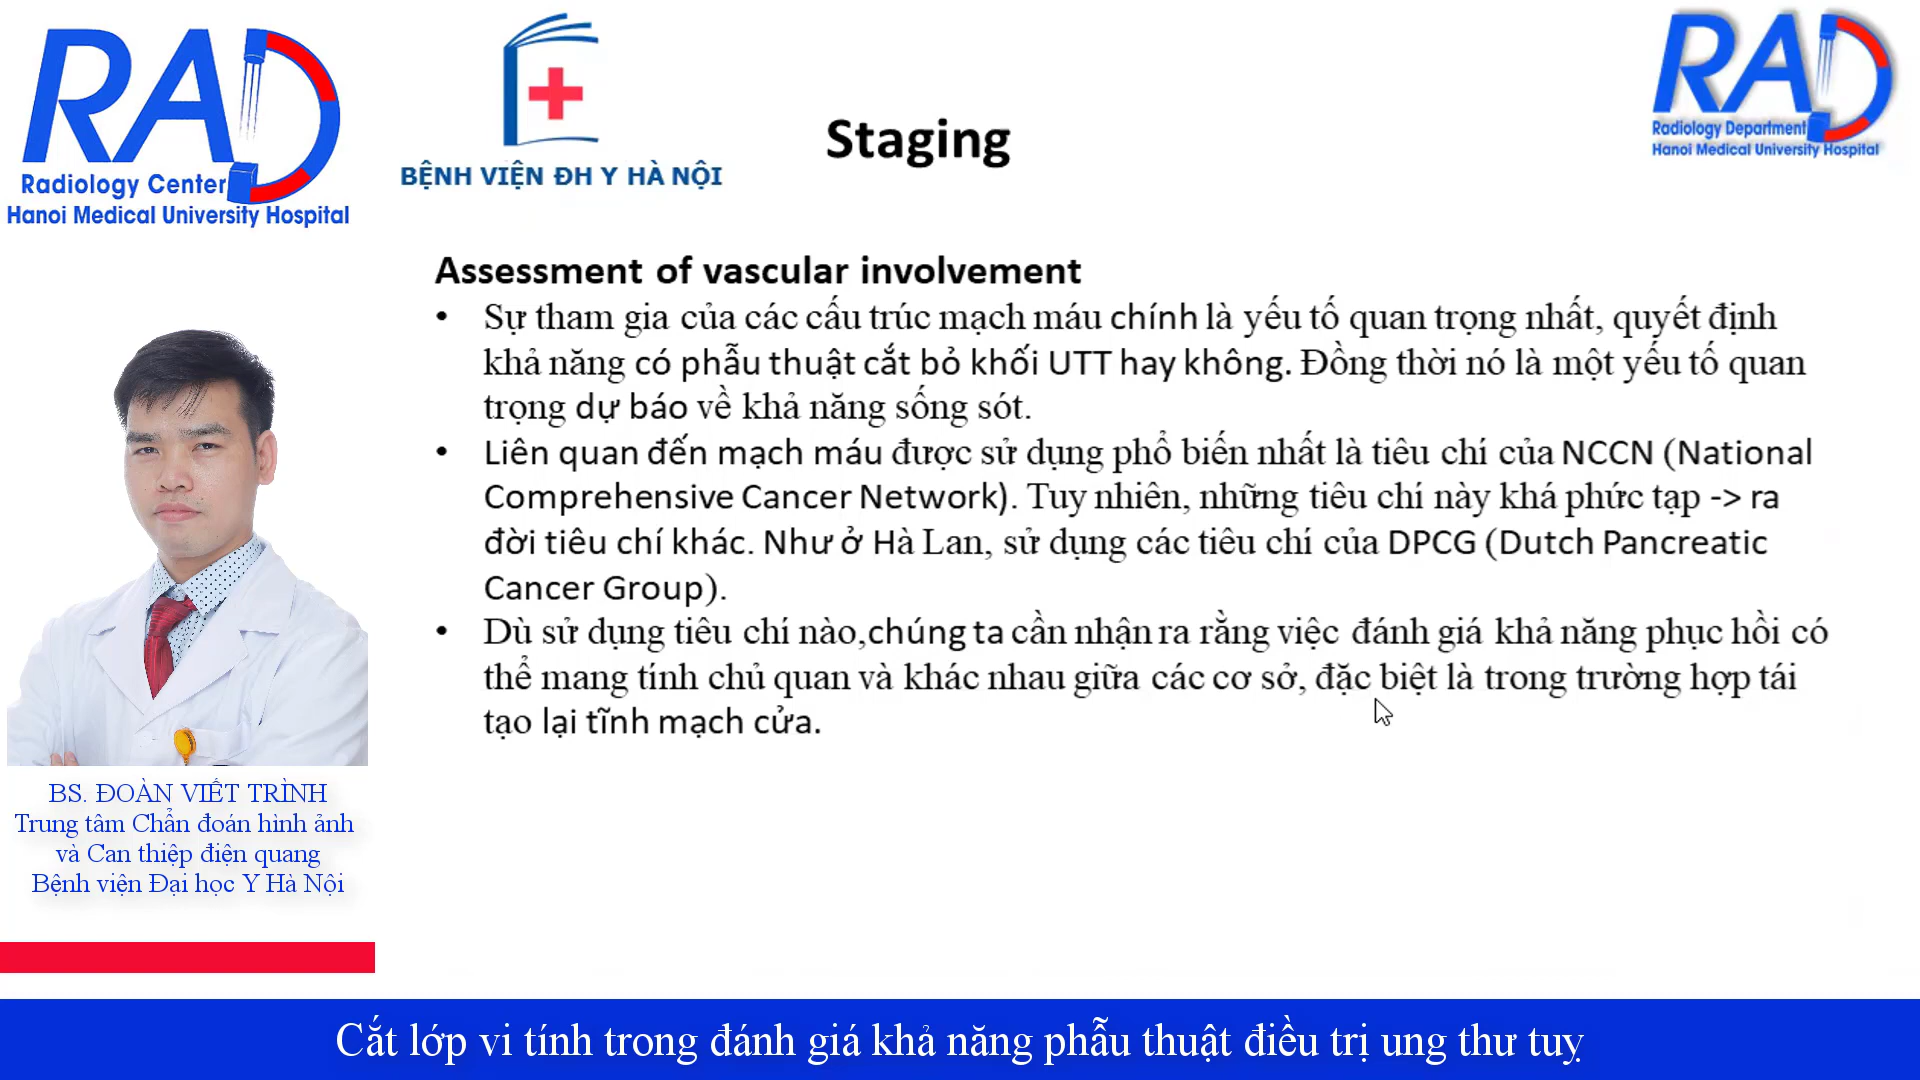 RAD
Radiology Center
Hanoi Medical University Hospital
BỆNH VIỆN ĐH Y HÀ NỘI
Staging
RAD
Radiology Department
Hanoi Medical University Hospital
Assessment of vascular involvement
• Sự tham gia của các cấu trúc mạch máu chính là yếu tố quan trọng nhất, quyết định
khả năng có phẫu thuật cắt bỏ khối UTT hay không. Đồng thời nó là một yếu tố quan
trọng dự báo về khả năng sống sót.
• Liên quan đến mạch máu được sử dụng phổ biến nhất là tiêu chí của NCCN (National
Comprehensive Cancer Network). Tuy nhiên, những tiêu chí này khá phức tạp -> ra
đời tiêu chí khác. Như ở Hà Lan, sử dụng các tiêu chí của DPCG (Dutch Pancreatic
Cancer Group).
• Dù sử dụng tiêu chí nào,chúng ta cần nhận ra rằng việc đánh giá khả năng phục hồi có
thể mang tính chủ quan và khác nhau giữa các cơ sở, đặc biệt là trong trường hợp tái
tạo lại tĩnh mạch cửa.
BS. ĐOÀN VIẾT TRÌNH
Trung tâm Chẩn đoán hình ảnh
và Can thiệp điện quang
Bệnh viện Đại học Y Hà Nội
Cắt lớp vi tính trong đánh giá khả năng phẫu thuật điều trị ung thư tuỵ